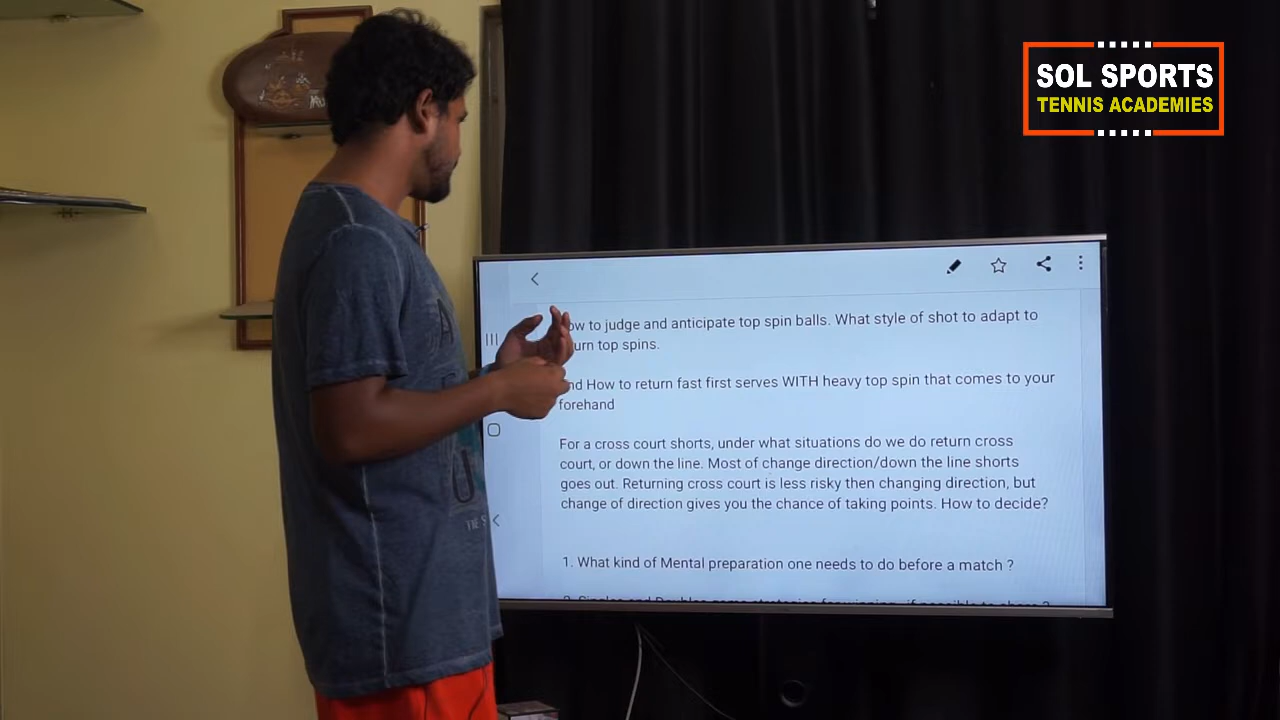 SOL SPORTS
TENNIS ACADEMIES
to judge and anticipate top spin balls. What style of shot to adapt to
top spins.
How to return fast first serves WITH heavy top spin that comes to your
forehand
For a cross court shorts, under what situations do we do return cross
court, or down the line. Most of change direction/down the line shorts
goes out. Returning cross court is less risky then changing direction, but
change of direction gives you the chance of taking points. How to decide?
1. What kind of Mental preparation one needs to do before a match ?